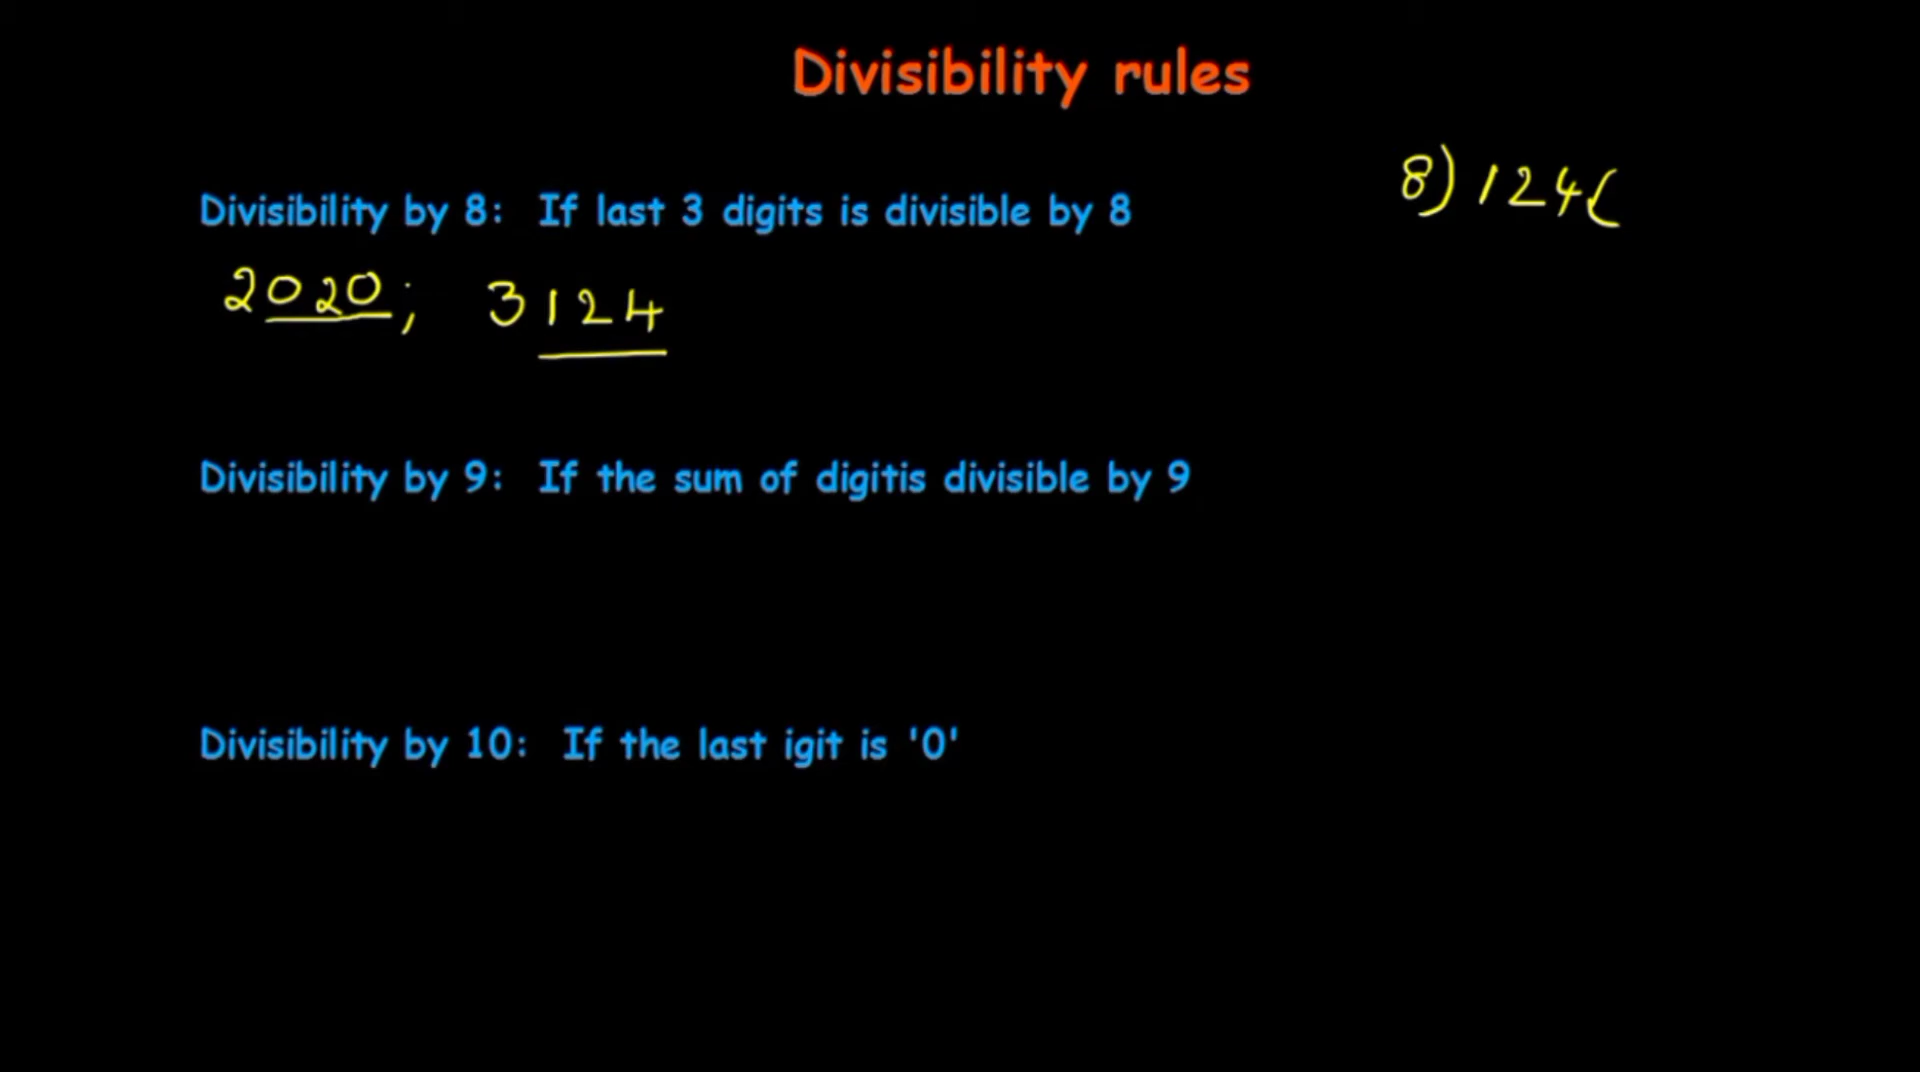 Divisibility rules
8) 124(
Divisibility by 8: If last 3 digits is divisible by 8
2020; 3124
Divisibility by 9: If the sum of digitis divisible by 9
Divisibility by 10: If the last igit is '0'